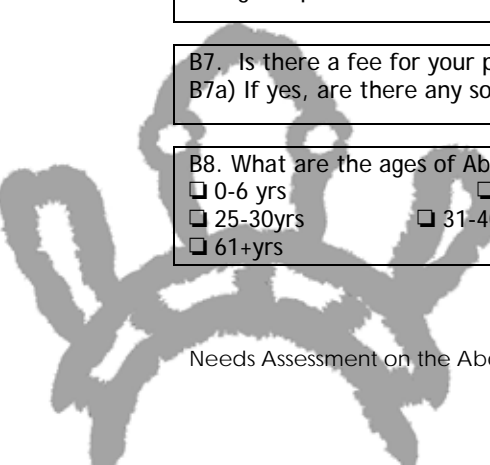 B7. Is there a fee for your p
B7a) If yes, are there any so
B8. What are the ages of Ab
❑ 0-6 yrs ❑
❑ 25-30yrs ❑ 31-4
❑ 61+yrs
Needs Assessment on the Abo